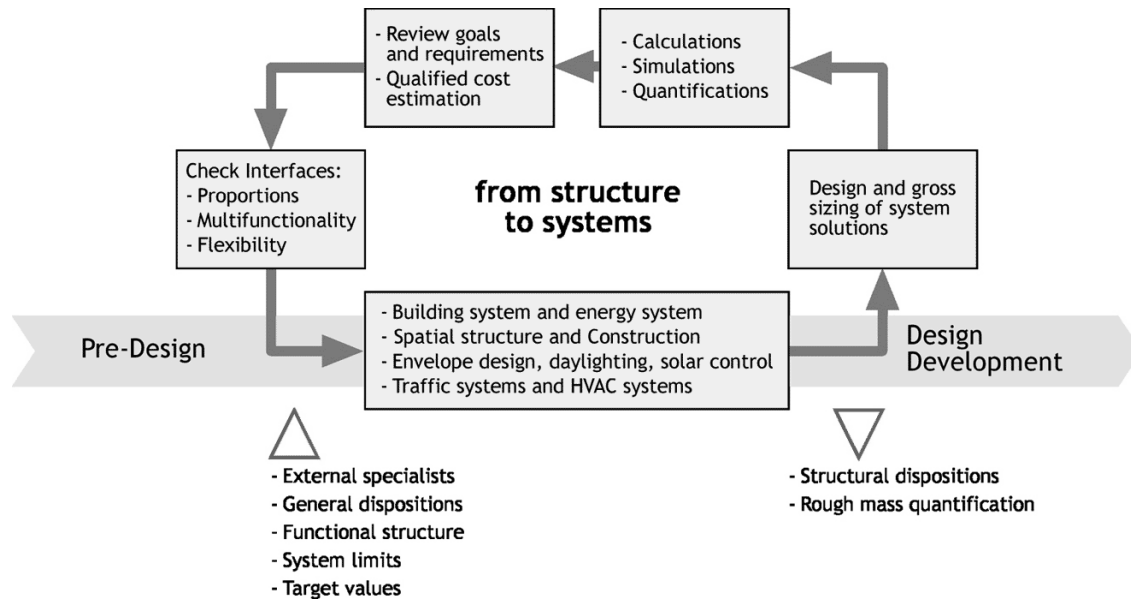 - Review goals
and requirements
- Qualified cost
estimation
- Calculations
- Simulations
- Quantifications
Check Interfaces:
- Proportions
- Multifunctionality
- Flexibility
from structure
to systems
Design and gross
sizing of system
solutions
Pre-Design
- Building system and energy system
- Spatial structure and Construction
- Envelope design, daylighting, solar control
- Traffic systems and HVAC systems
Design
Development
- External specialists
- General dispositions
- Functional structure
- System limits
- Target values
- Structural dispositions
- Rough mass quantification